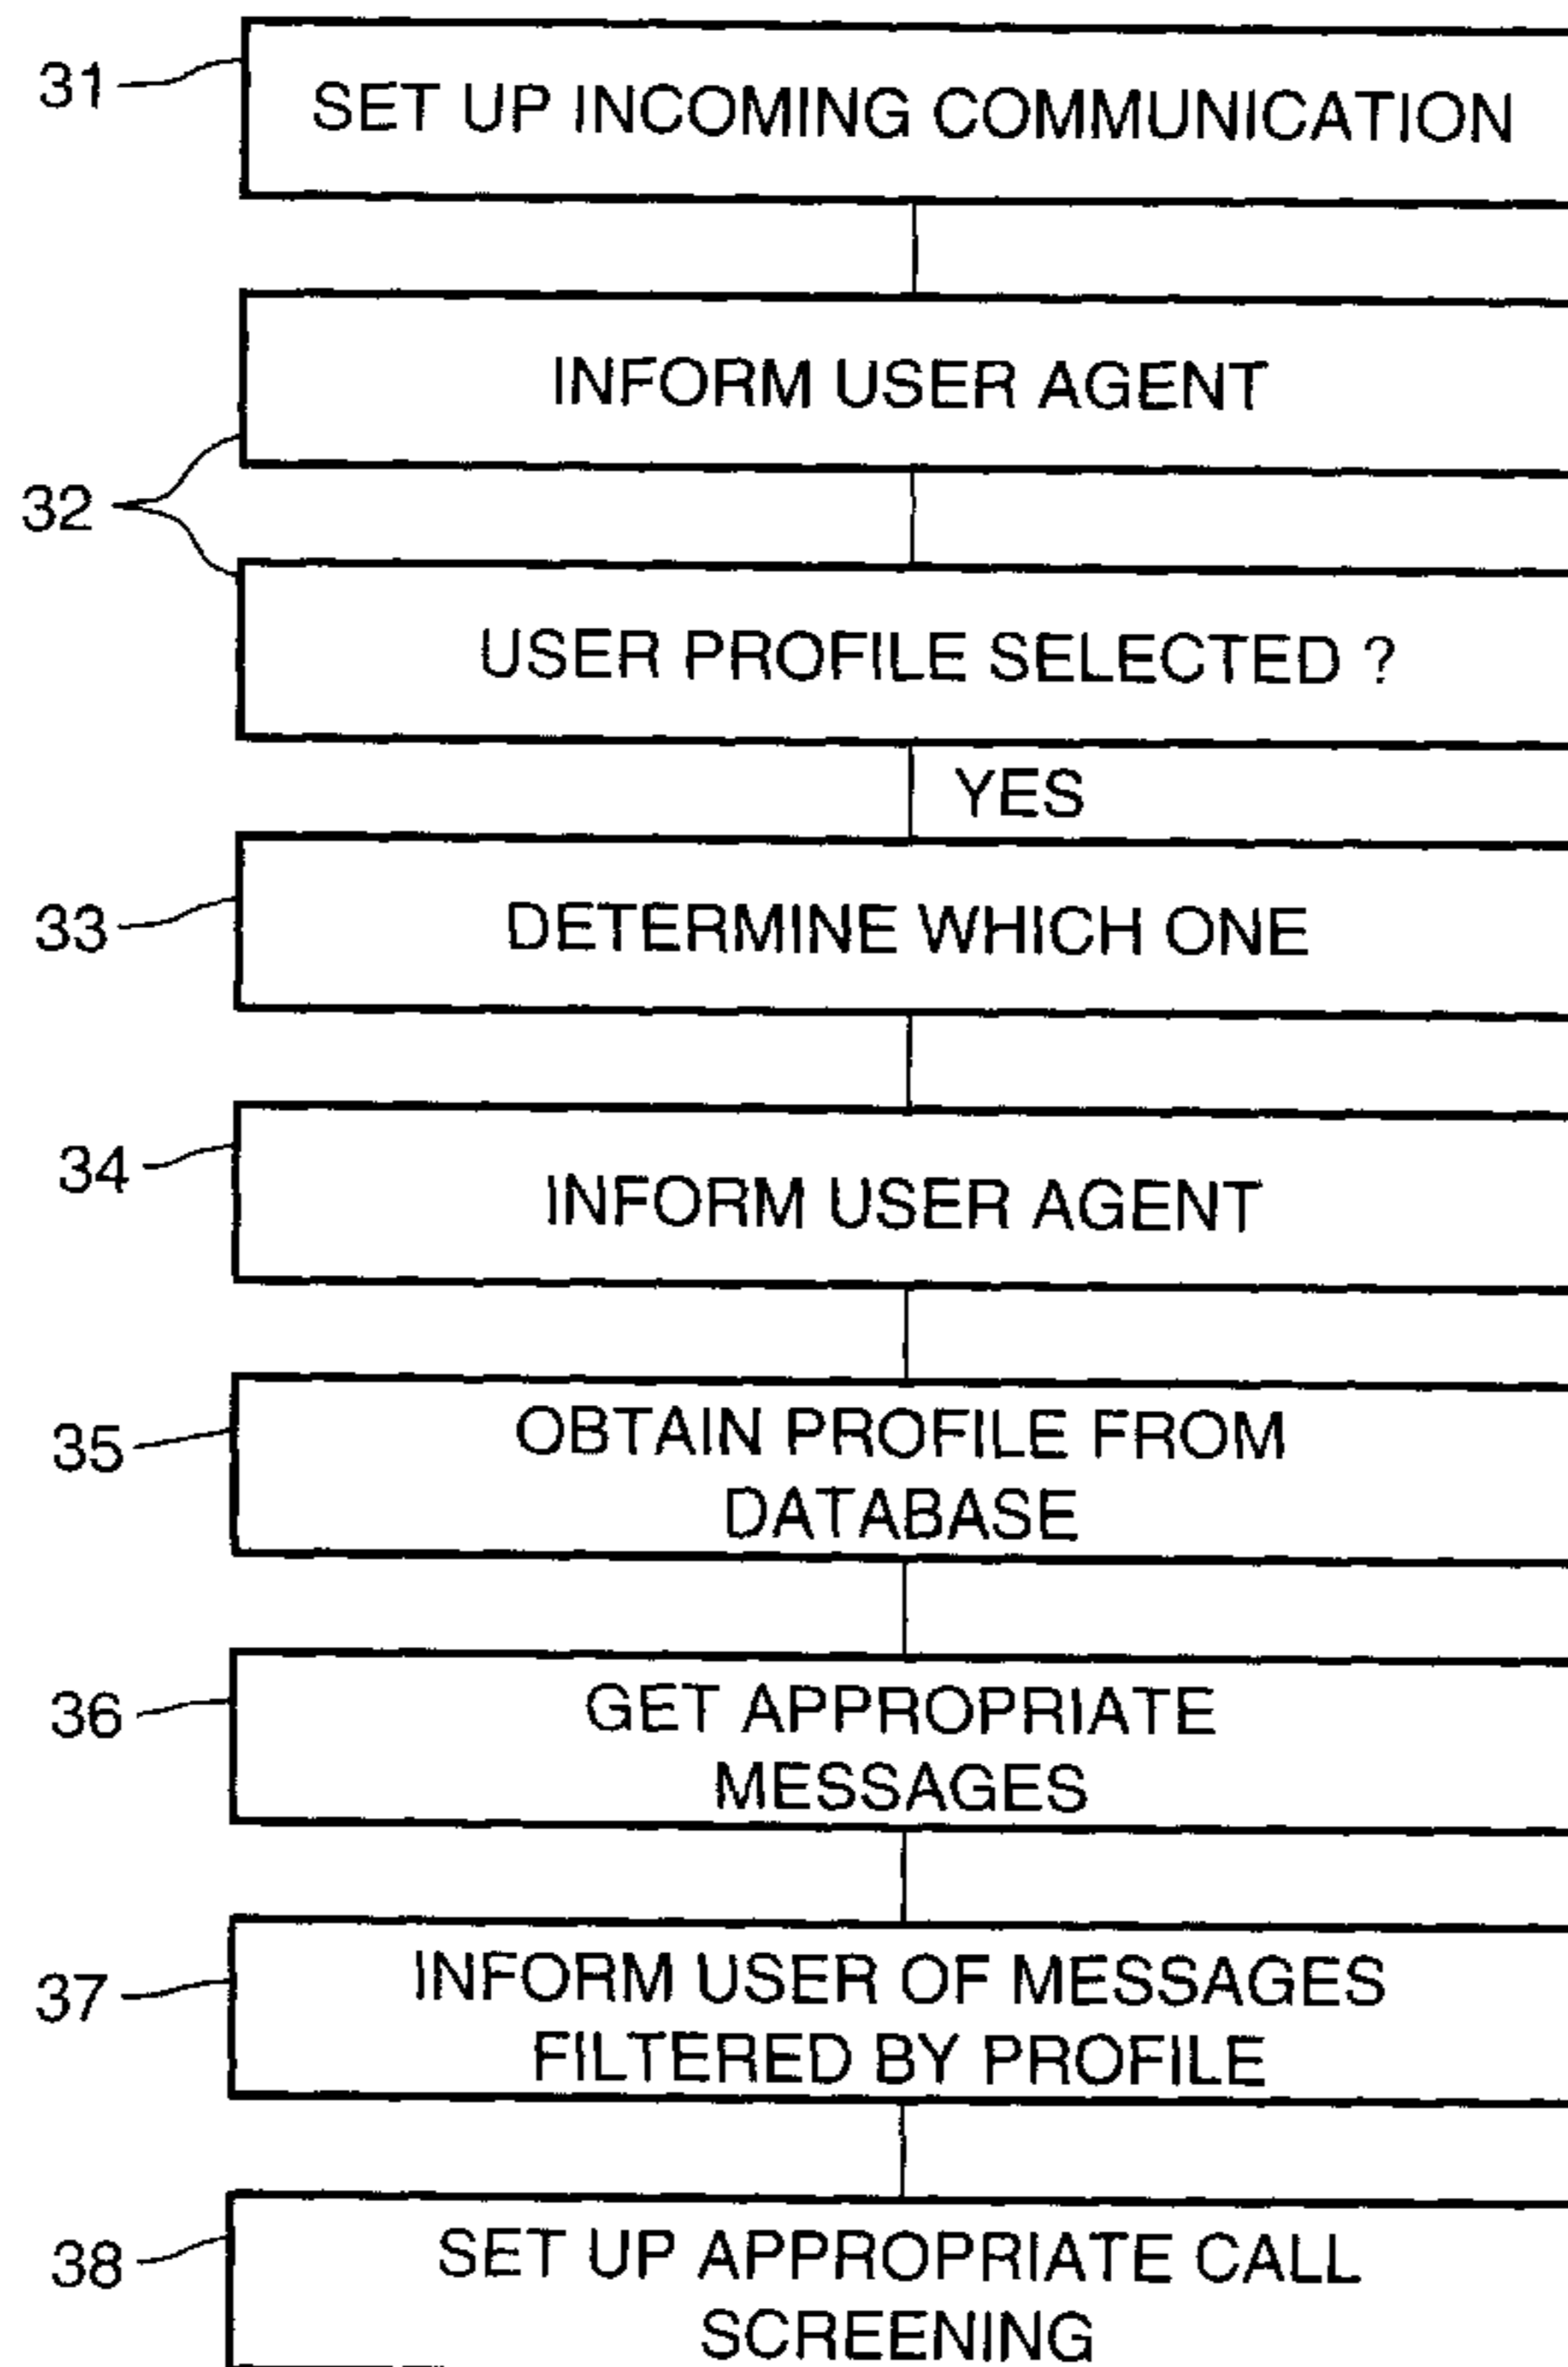 31
SET UP INCOMING COMMUNICATION
INFORM USER AGENT
32
USER PROFILE SELECTED ?
YES
33
DETERMINE WHICH ONE
34
INFORM USER AGENT
35
OBTAIN PROFILE FROM
DATABASE
36
GET APPROPRIATE
MESSAGES
37
INFORM USER OF MESSAGES
FILTERED BY PROFILE
38
SET UP APPROPRIATE CALL
SCREENING